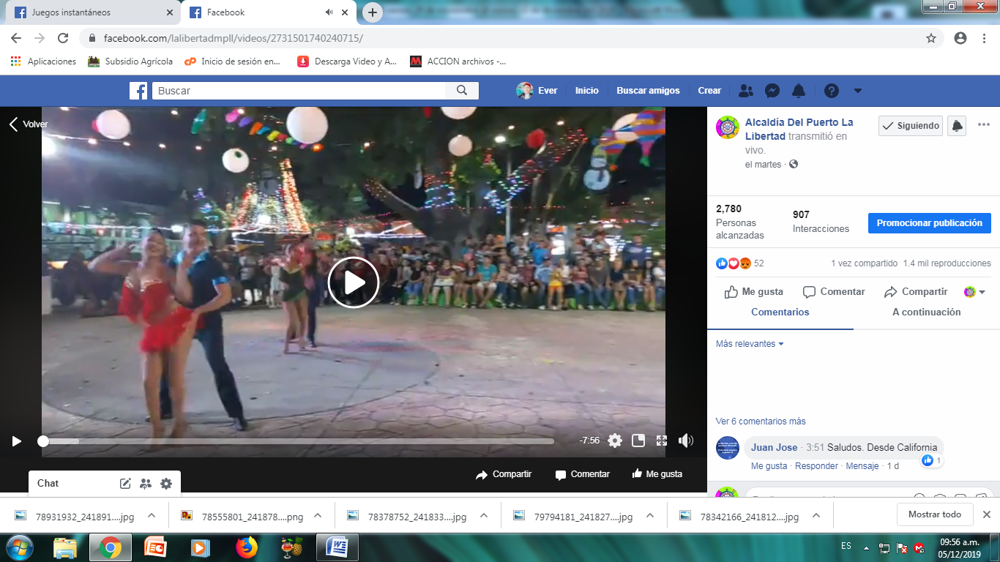 Juegos instantáneos
Facebook
facebook.com/lalibertadmpll/videos/2731501740240715/
Aplicaciones
Subsidio Agrícola
Inicio de sesión en...
Descarga Video y A...
ACCION archivos -...
Buscar
Ever
Inicio
Buscar amigos
Crear
Volver
Alcaldía Del Puerto La
Libertad transmitió en
vivo.
el martes ·
Siguiendo
2,780
Personas
alcanzadas
907
Interacciones
Promocionar publicación
52
1 vez compartido 1.4 mil reproducciones
Me gusta
Comentar
Compartir
Comentarios
A continuación
Más relevantes
Ver 6 comentarios más
Juan Jose · 3:51 Saludos. Desde California
1
Me gusta · Responder · Mensaje · 1 d
-7:56
Compartir
Comentar
Me gusta
Chat
78931932_241891....jpg
78555801_241878....png
78378752_241833....jpg
79794181_241827....jpg
78342166_241812....jpg
Mostrar todo
ES
09:56 a.m.
05/12/2019